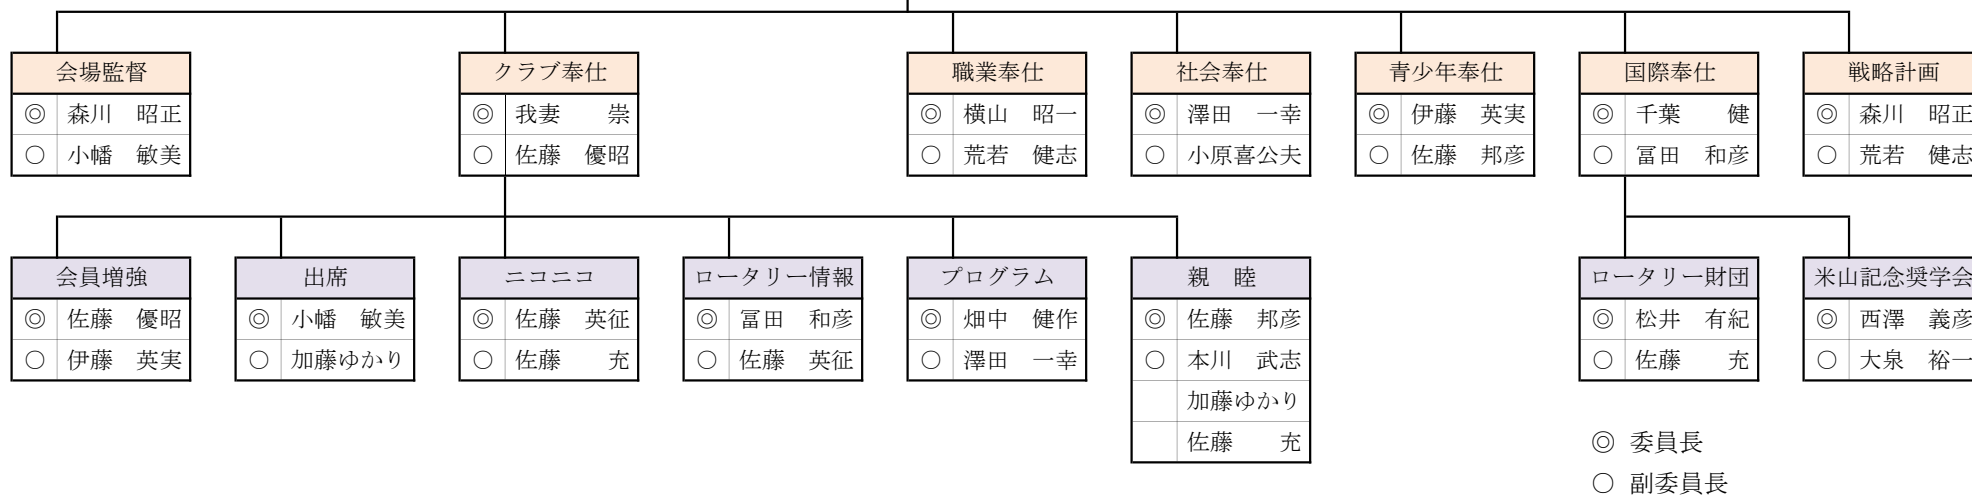 会場監督
◎ 森川　昭正
○ 小幡　敏美
クラブ奉仕
◎ 我妻　　崇
○ 佐藤　優昭
職業奉仕
◎ 横山　昭一
○ 荒若　健志
社会奉仕
◎ 澤田　一幸
○ 小原喜公夫
青少年奉仕
◎ 伊藤　英実
○ 佐藤　邦彦
国際奉仕
◎ 千葉　　健
○ 冨田　和彦
戦略計画
◎ 森川　昭正
○ 荒若　健志
会員増強
◎ 佐藤　優昭
○ 伊藤　英実
出席
◎ 小幡　敏美
○ 加藤ゆかり
ニコニコ
◎ 佐藤　英征
○ 佐藤　　充
ロータリー情報
◎ 冨田　和彦
○ 佐藤　英征
プログラム
◎ 畑中　健作
○ 澤田　一幸
親　睦
◎ 佐藤　邦彦
○ 本川　武志
加藤ゆかり
佐藤　　充
ロータリー財団
◎ 松井　有紀
○ 佐藤　　充
米山記念奨学会
◎ 西澤　義彦
○ 大泉　裕一
◎ 委員長
○ 副委員長